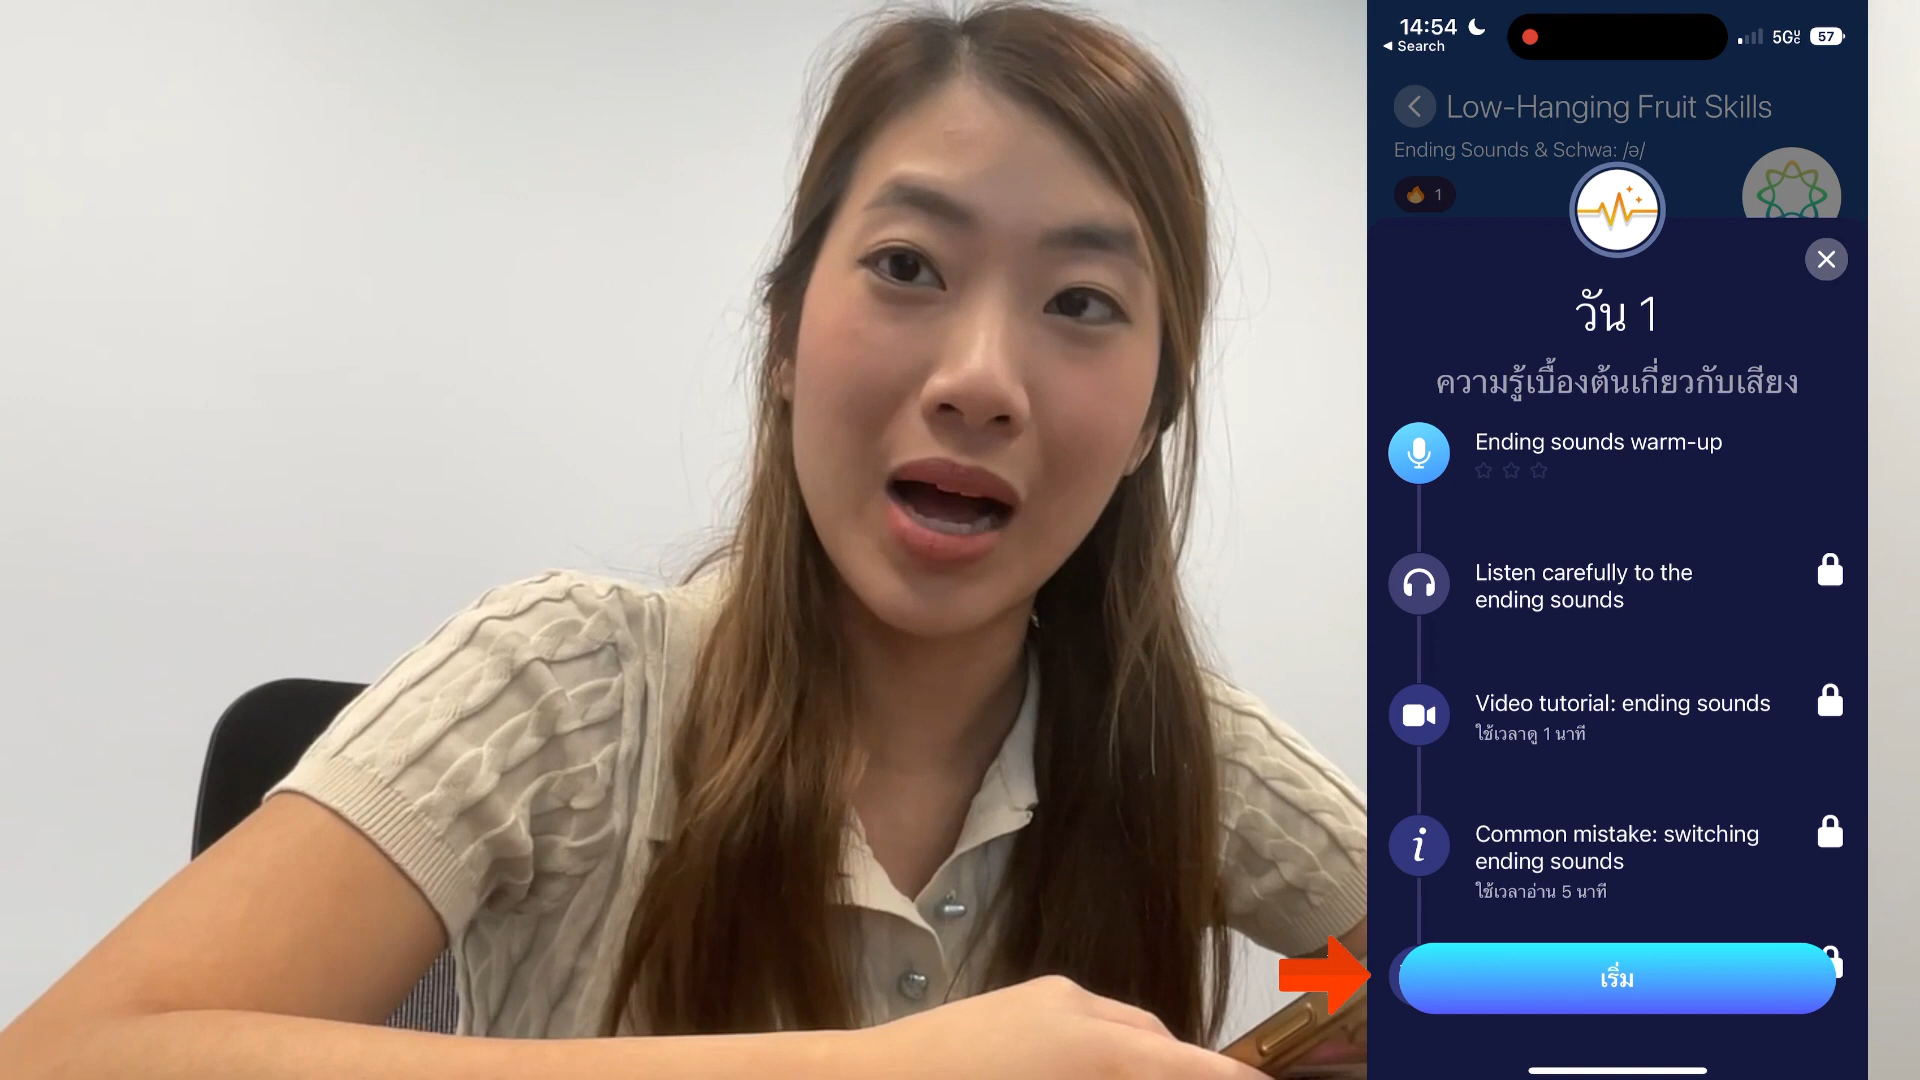 14:54
Search
5G
57
Low-Hanging Fruit Skills
Ending Sounds & Schwa: /ə/
1
วัน 1
ความรู้เบื้องต้นเกี่ยวกับเสียง
Ending sounds warm-up
Listen carefully to the
ending sounds
Video tutorial: ending sounds
ใช้เวลาดู 1 นาที
Common mistake: switching
ending sounds
ใช้เวลาอ่าน 5 นาที
เริ่ม